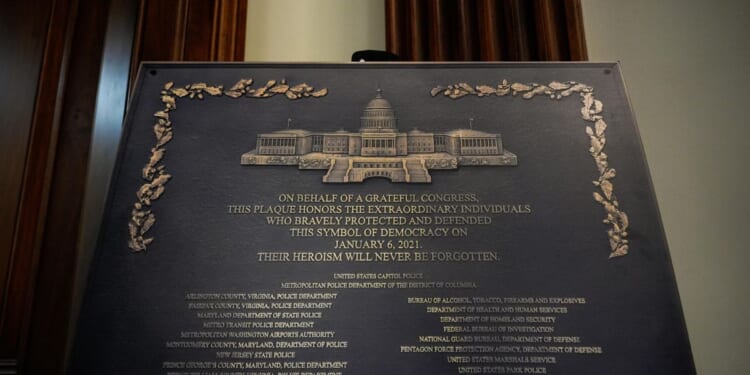 ON BEHALF OF A GRATEFUL CONGRESS,
THIS PLAQUE HONORS THE EXTRAORDINARY INDIVIDUALS
WHO BRAVELY PROTECTED AND DEFENDED
THIS SYMBOL OF DEMOCRACY ON
JANUARY 6, 2021.
THEIR HEROISM WILL NEVER BE FORGOTTEN.
UNITED STATES CAPITOL POLICE
METROPOLITAN POLICE DEPARTMENT OF THE DISTRICT OF COLUMBIA
ARLINGTON COUNTY, VIRGINIA, POLICE DEPARTMENT
FAIRFAX COUNTY, VIRGINIA, POLICE DEPARTMENT
MARYLAND DEPARTMENT OF STATE POLICE
METRO TRANSIT POLICE DEPARTMENT
METROPOLITAN WASHINGTON AIRPORTS AUTHORITY
MONTGOMERY COUNTY, MARYLAND, DEPARTMENT OF POLICE
NEW JERSEY STATE POLICE
PRINCE GEORGE'S COUNTY, MARYLAND, POLICE DEPARTMENT
BUREAU OF ALCOHOL, TOBACCO, FIREARMS AND EXPLOSIVES
DEPARTMENT OF HEALTH AND HUMAN SERVICES
DEPARTMENT OF HOMELAND SECURITY
FEDERAL BUREAU OF INVESTIGATION
NATIONAL GUARD BUREAU, DEPARTMENT OF DEFENSE
PENTAGON FORCE PROTECTION AGENCY, DEPARTMENT OF DEFENSE
UNITED STATES MARSHALS SERVICE
UNITED STATES PARK POLICE